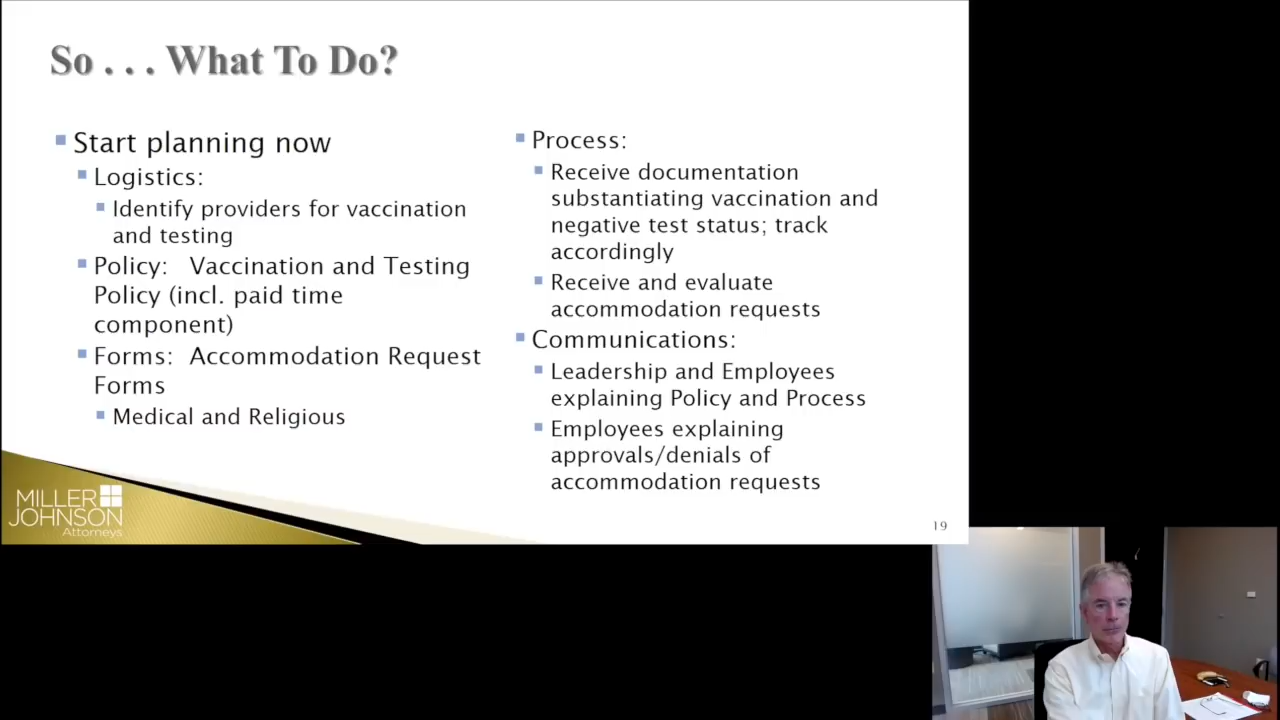 So . . . What To Do?
Start planning now
Logistics:
Identify providers for vaccination
and testing
Policy: Vaccination and Testing
Policy (incl. paid time
component)
Forms: Accommodation Request
Forms
Medical and Religious
Process:
Receive documentation
substantiating vaccination and
negative test status; track
accordingly
Receive and evaluate
accommodation requests
Communications:
Leadership and Employees
explaining Policy and Process
Employees explaining
approvals/denials of
accommodation requests
MILLER
JOHNSON
Attorneys
19